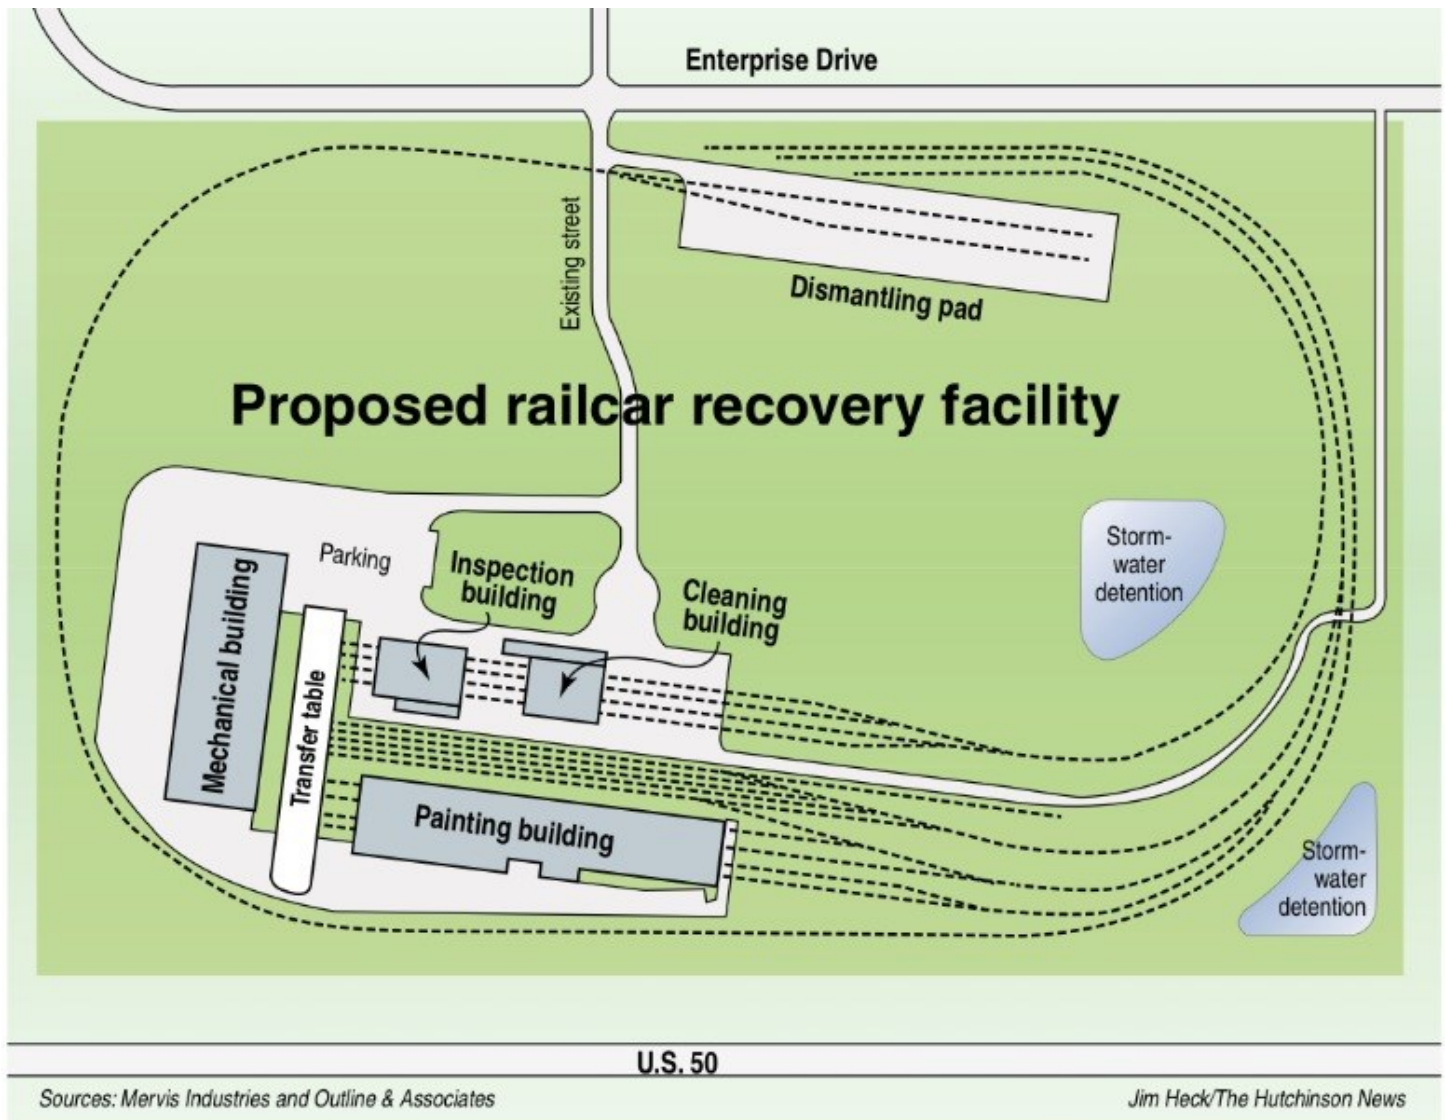 Enterprise Drive
Existing street
Dismantling pad
Proposed railcar recovery facility
Storm-
water
detention
Parking
Inspection
building
Cleaning
building
Mechanical building
Transfer table
Painting building
Storm-
water
detention
U.S. 50
Sources: Mervis Industries and Outline & Associates
Jim Heck/The Hutchinson News